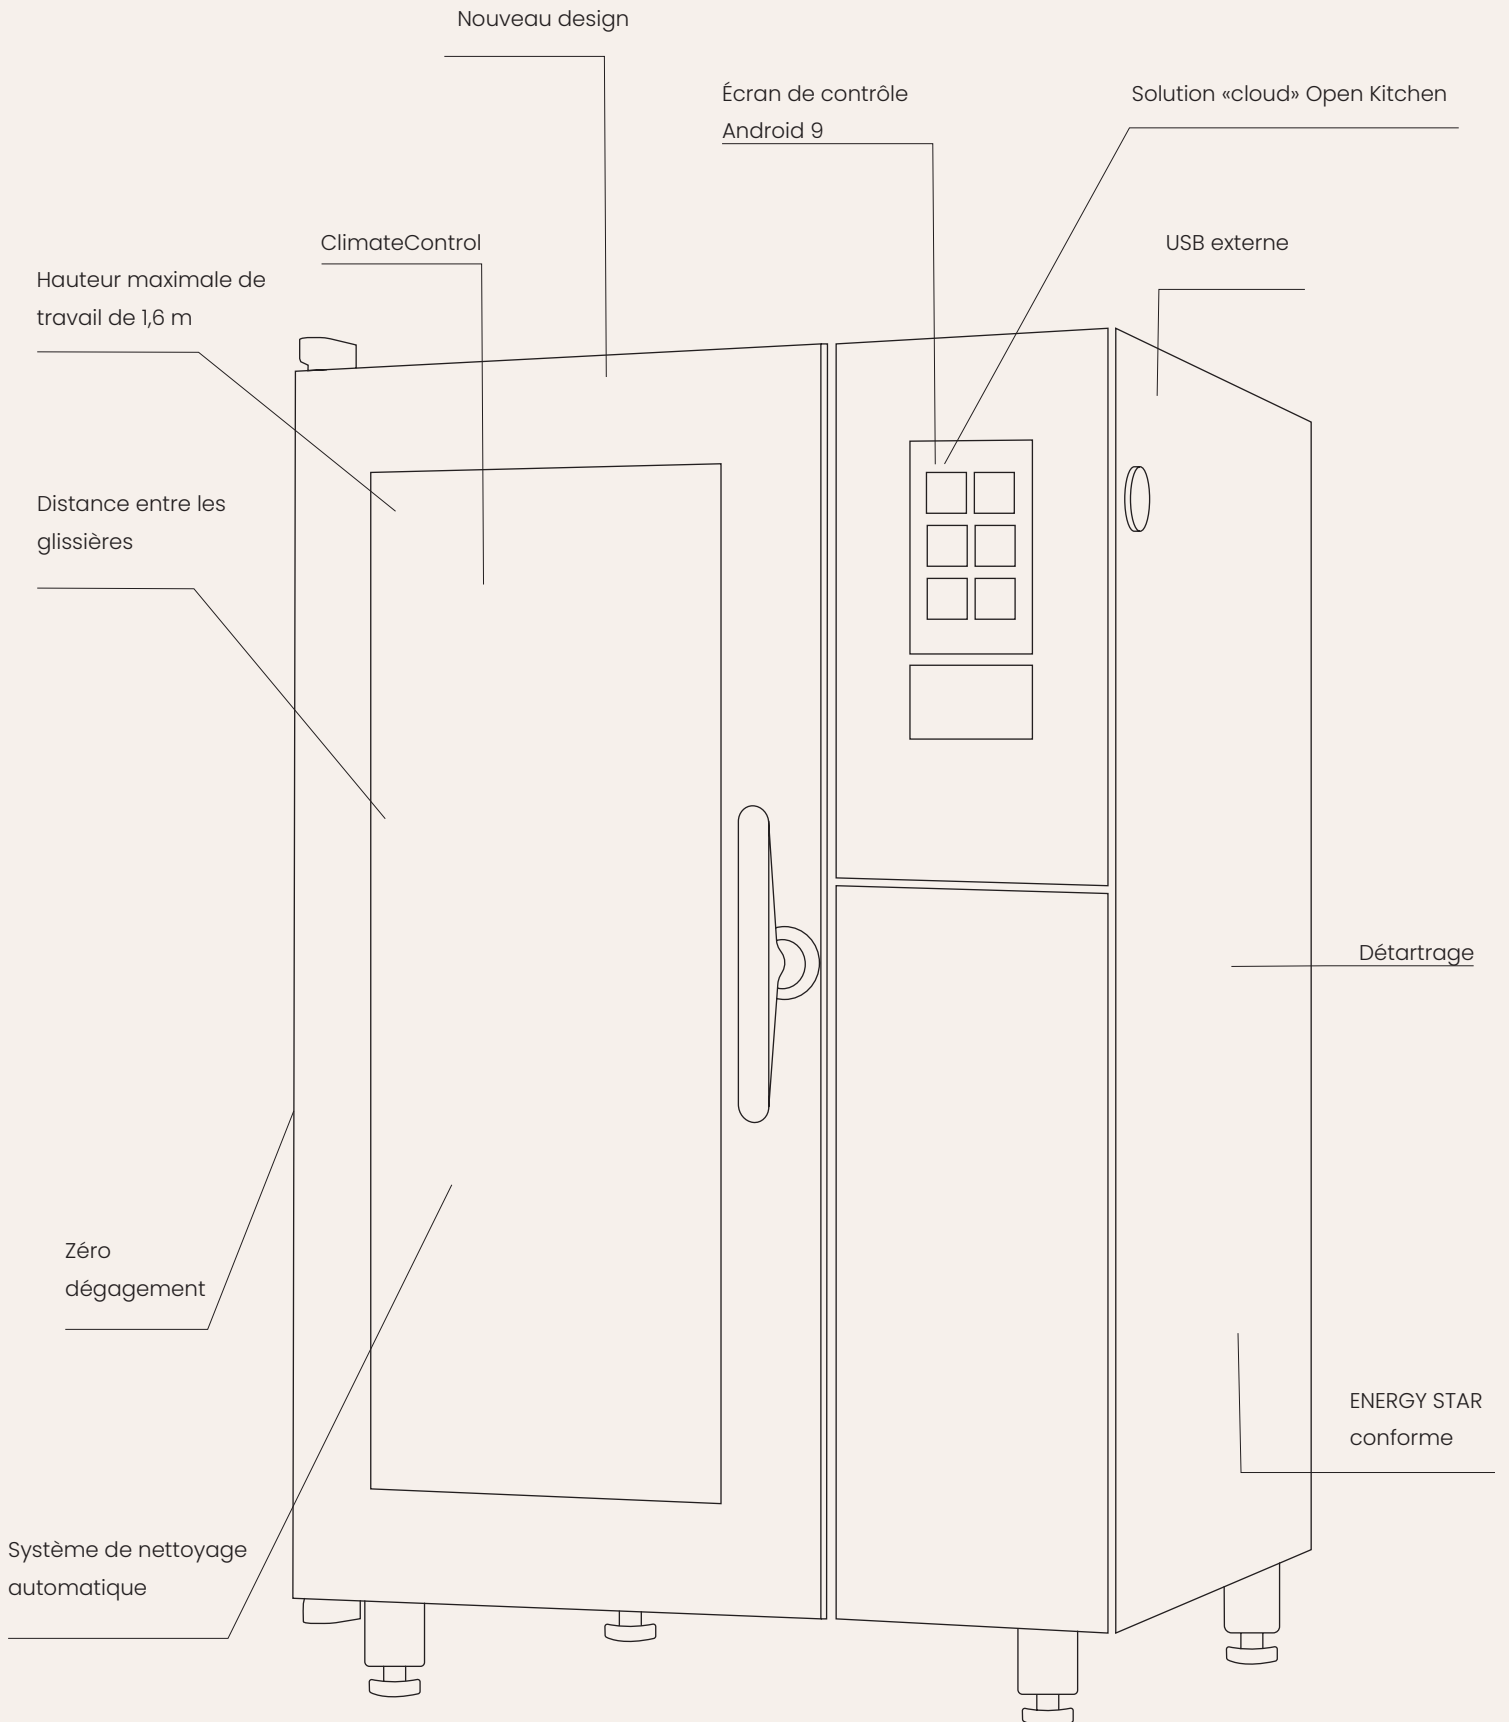 Nouveau design
Écran de contrôle
Android 9
Solution «cloud» Open Kitchen
ClimateControl
USB externe
Hauteur maximale de
travail de 1,6 m
Distance entre les
glissières
Détartrage
Zéro
dégagement
ENERGY STAR
conforme
Système de nettoyage
automatique